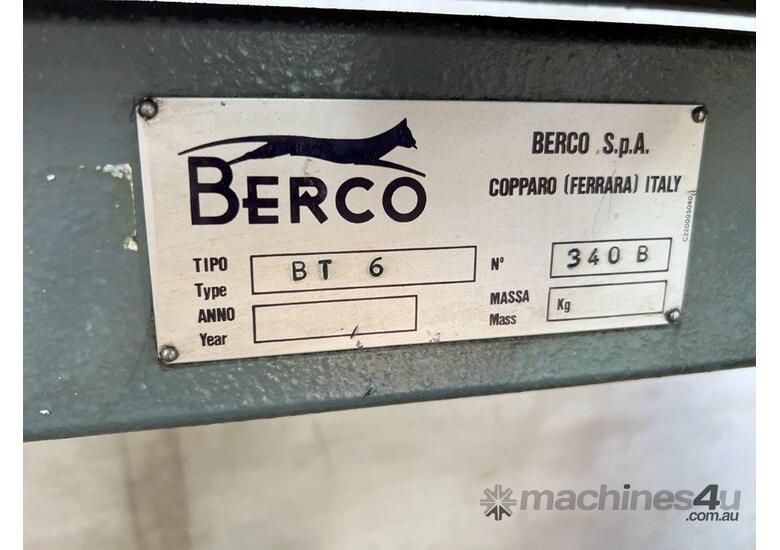 BERCO
BERCO S.p.A.
COPPARO (FERRARA) ITALY
TIPO
Type
BT 6
N°
340 B
ANNO
Year
MASSA
Mass
Kg
machines4u
.com.au